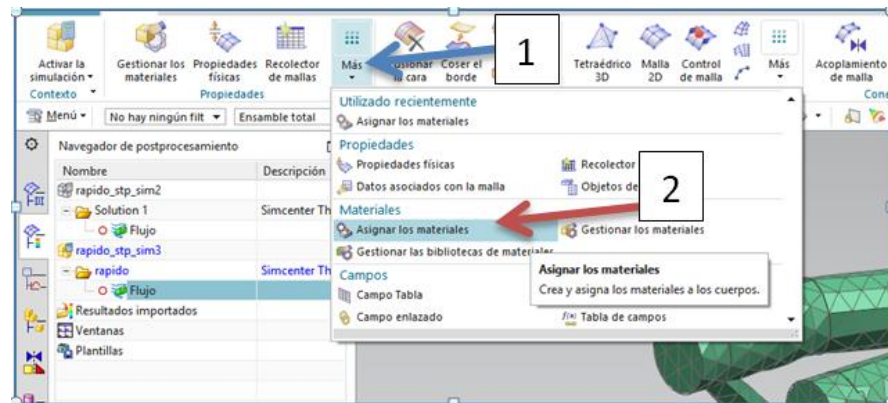 Activar la simulación
Gestionar los materiales
Propiedades físicas
Recolector de mallas
Más
la cara
Coser el borde
Tetraédrico 3D
Malla 2D
Control de malla
Más
Acoplamiento de malla
Contexto
Propiedades
1
Menú
No hay ningún filt
Ensamble total
Navegador de postprocesamiento
Nombre
Descripción
rapido_stp_sim2
Solution 1
Simcenter Th
Flujo
rapido_stp_sim3
rapido
Simcenter Th
Flujo
Resultados importados
Ventanas
Plantillas
Utilizado recientemente
Asignar los materiales
Propiedades
Propiedades físicas
Recolector
Datos asociados con la malla
Objetos de
2
Materiales
Asignar los materiales
Gestionar los materiales
Gestionar las bibliotecas de materiales
Campos
Campo Tabla
Campo enlazado
Tabla de campos
Asignar los materiales
Crea y asigna los materiales a los cuerpos.